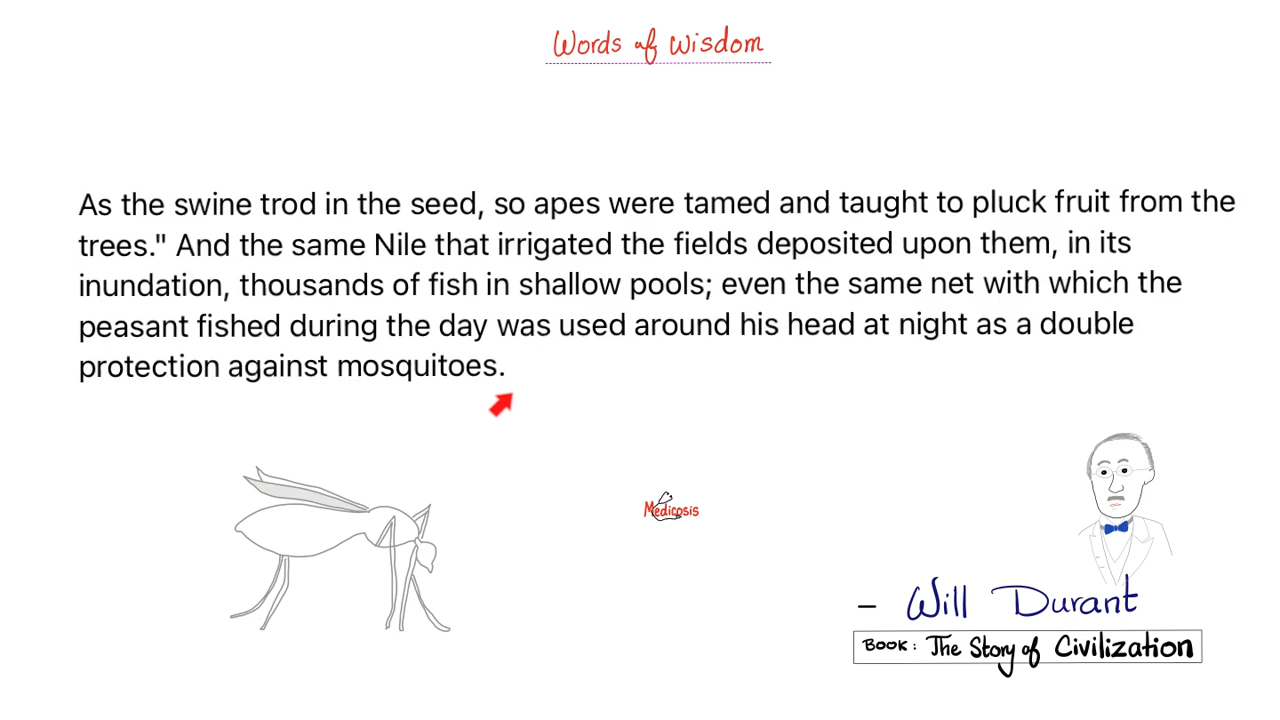 Words of Wisdom
As the swine trod in the seed, so apes were tamed and taught to pluck fruit from the
trees." And the same Nile that irrigated the fields deposited upon them, in its
inundation, thousands of fish in shallow pools; even the same net with which the
peasant fished during the day was used around his head at night as a double
protection against mosquitoes.
Medicosis
- Will Durant
Book: The Story of Civilization